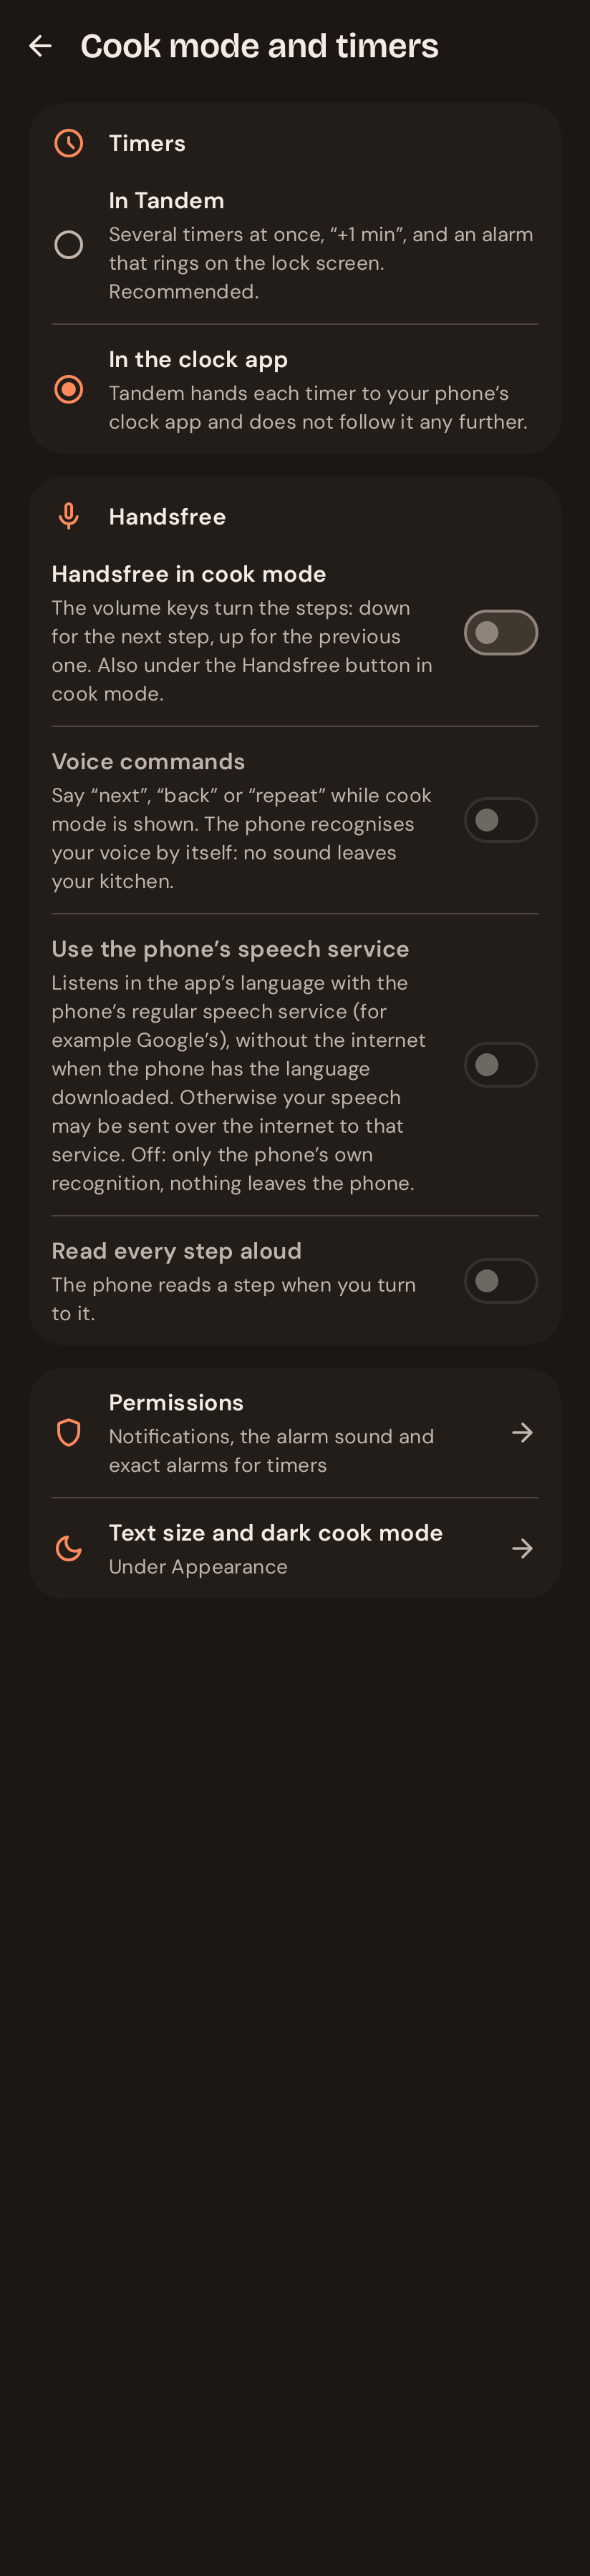 Cook mode and timers
Timers
In Tandem
Several timers at once, “+1 min”, and an alarm
that rings on the lock screen.
Recommended.
In the clock app
Tandem hands each timer to your phone’s
clock app and does not follow it any further.
Handsfree
Handsfree in cook mode
The volume keys turn the steps: down
for the next step, up for the previous
one. Also under the Handsfree button in
cook mode.
Voice commands
Say “next”, “back” or “repeat” while cook
mode is shown. The phone recognises
your voice by itself: no sound leaves
your kitchen.
Use the phone’s speech service
Listens in the app’s language with the
phone’s regular speech service (for
example Google’s), without the internet
when the phone has the language
downloaded. Otherwise your speech
may be sent over the internet to that
service. Off: only the phone’s own
recognition, nothing leaves the phone.
Read every step aloud
The phone reads a step when you turn
to it.
Permissions
Notifications, the alarm sound and
exact alarms for timers
Text size and dark cook mode
Under Appearance